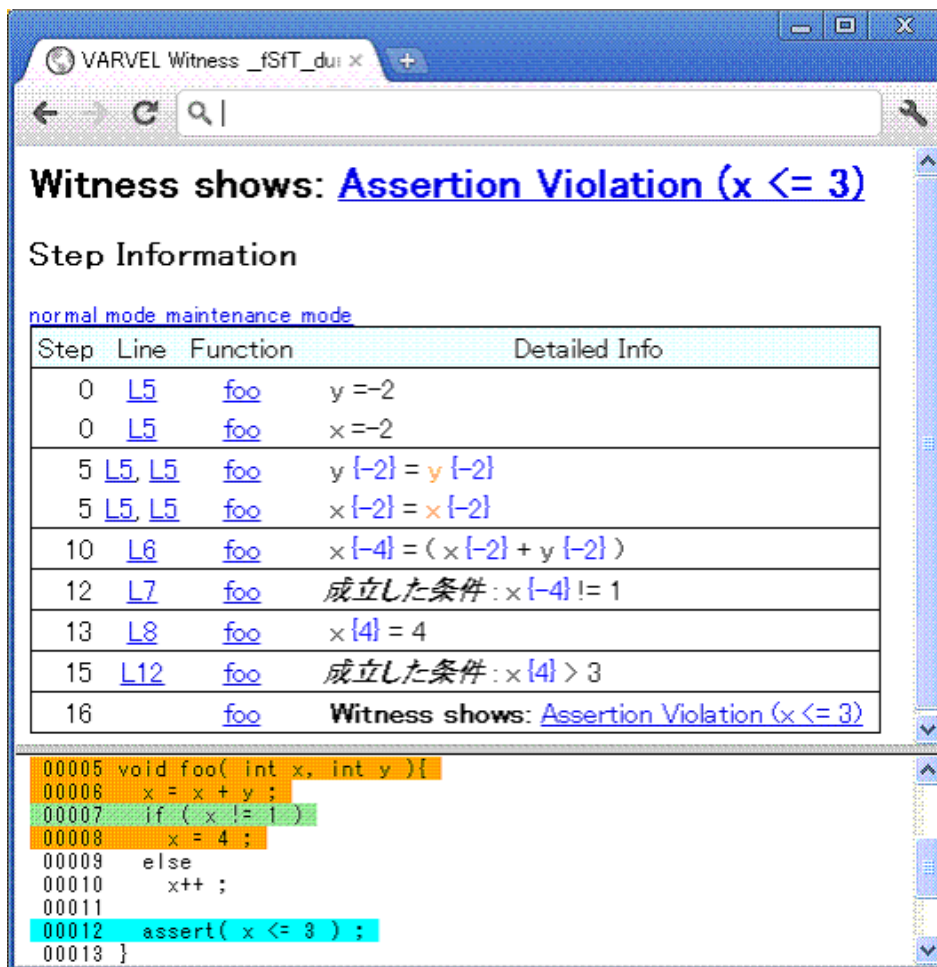 VARVEL Witness _fSfT_du
Witness shows: Assertion Violation (x <= 3)
Step Information
normal mode maintenance mode
Step Line Function Detailed Info
0 L5 foo y =-2
0 L5 foo x =-2
5 L5, L5 foo y {-2} = y {-2}
5 L5, L5 foo x {-2} = x {-2}
10 L6 foo x {-4} = ( x {-2} + y {-2} )
12 L7 foo 成立した条件 : x {-4} != 1
13 L8 foo x {4} = 4
15 L12 foo 成立した条件 : x {4} > 3
16 foo Witness shows: Assertion Violation (x <= 3)
00005 void foo( int x, int y ){
00006 x = x + y ;
00007 if ( x != 1 )
00008 x = 4 ;
00009 else
00010 x++ ;
00011
00012 assert( x <= 3 ) ;
00013 }